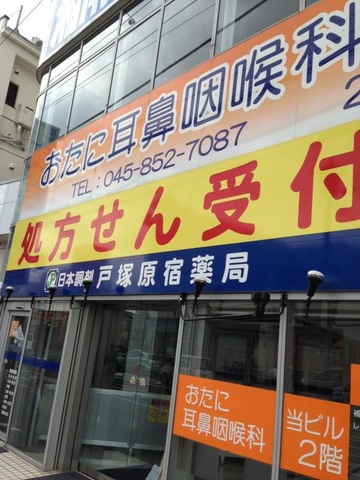 おたに耳鼻咽喉科
TEL:045-852-7087
処方せん受付
日本調剤 戸塚原宿薬局
おたに
耳鼻咽喉科
当ビル
2階